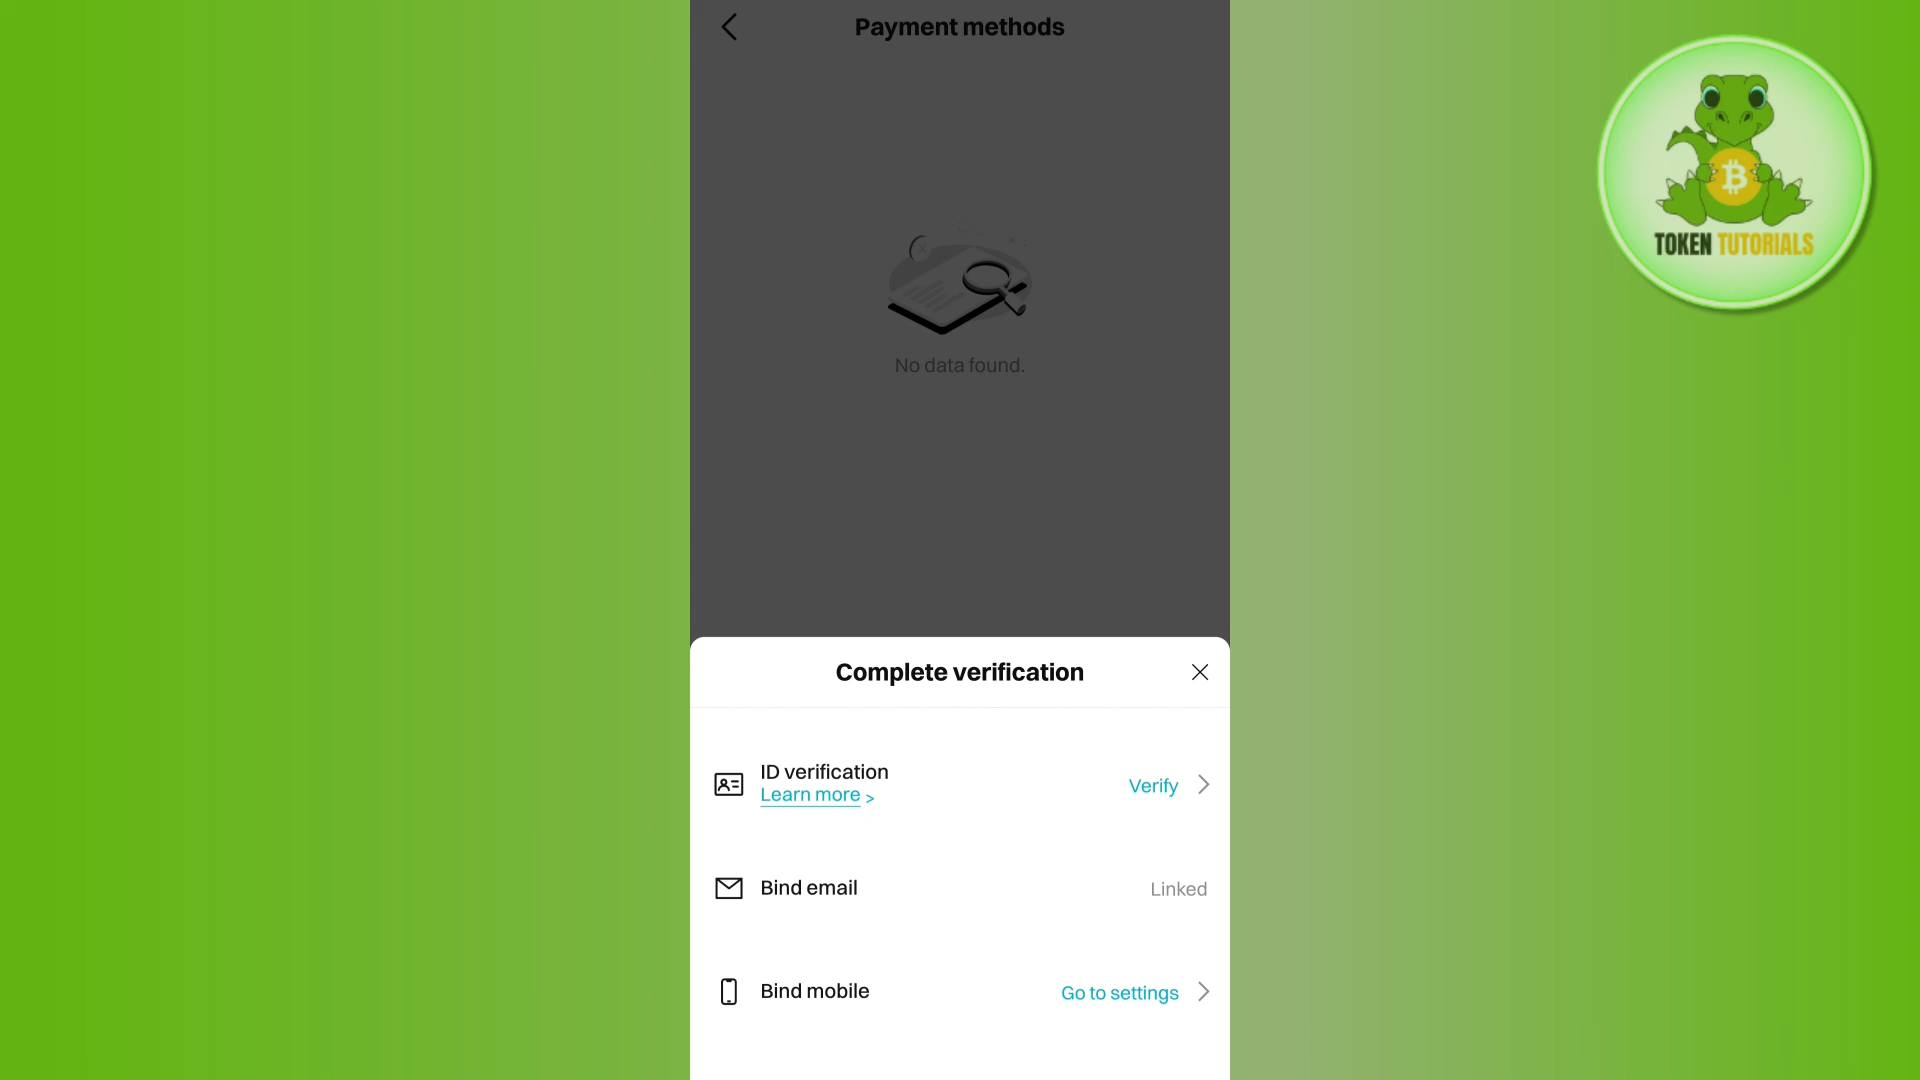 Payment methods
TOKEN TUTORIALS
No data found.
Complete verification
ID verification
Learn more >
Verify
Bind email
Linked
Bind mobile
Go to settings